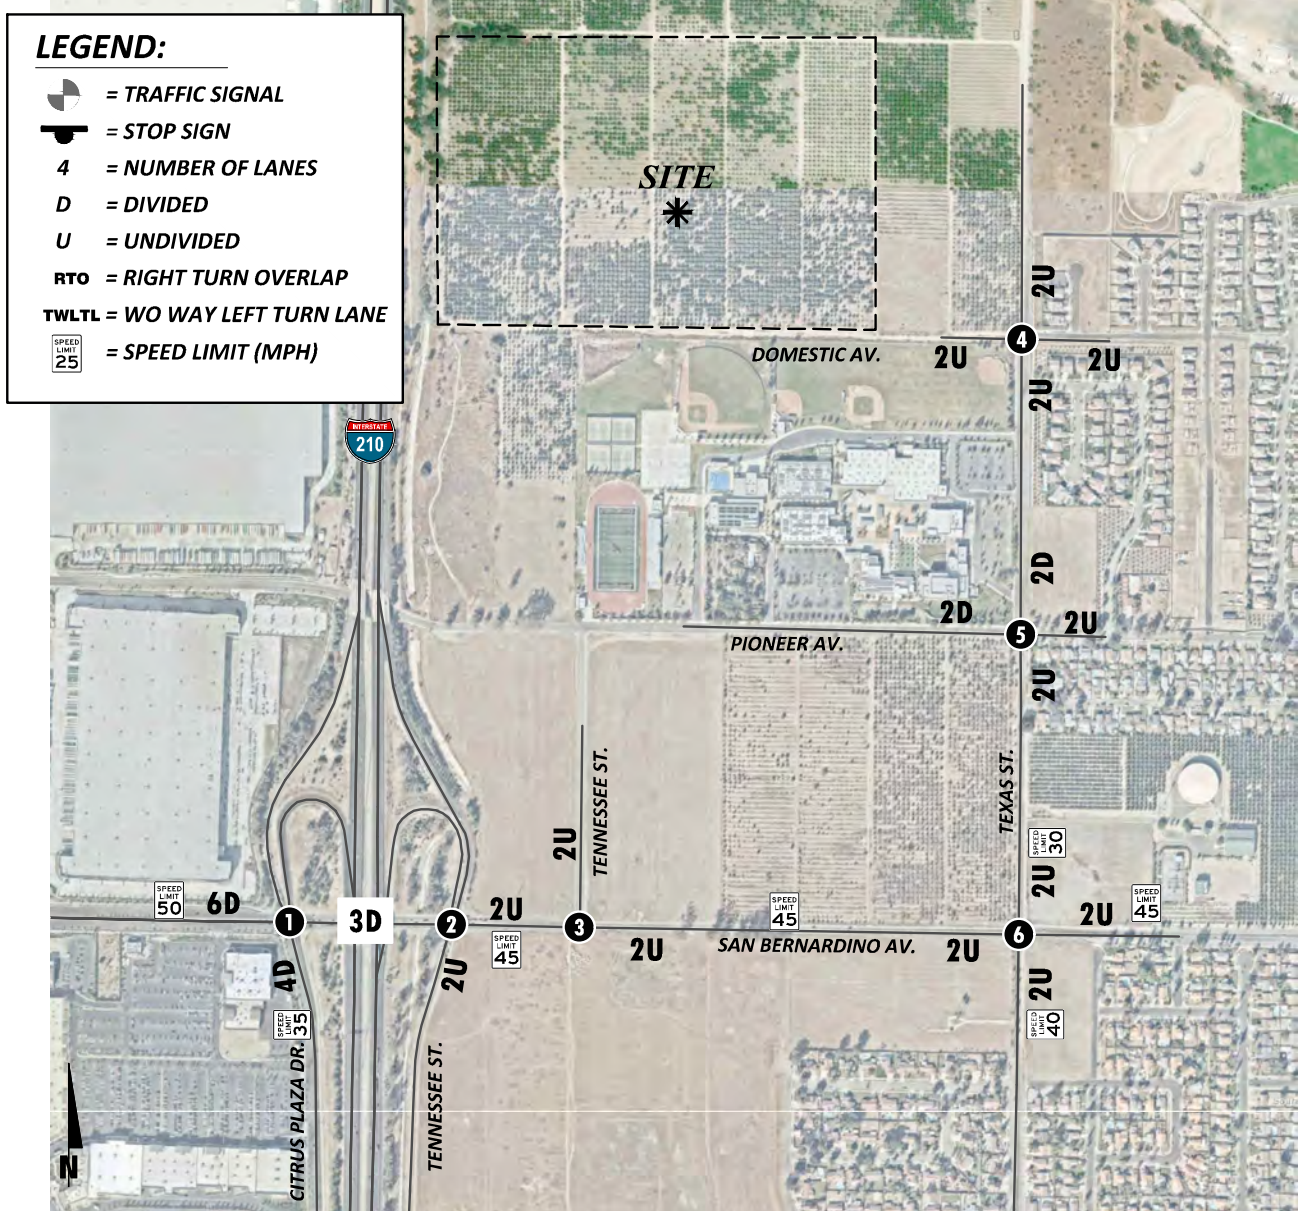 LEGEND:
= TRAFFIC SIGNAL
= STOP SIGN
4 = NUMBER OF LANES
D = DIVIDED
U = UNDIVIDED
RTO = RIGHT TURN OVERLAP
TWLTL = WO WAY LEFT TURN LANE
SPEED
LIMIT
25
= SPEED LIMIT (MPH)
SITE
2U
DOMESTIC AV.
2U
4
2U
2U
INTERSTATE
210
2D
2D
PIONEER AV.
5
2U
2U
TENNESSEE ST.
2U
TEXAS ST.
SPEED
LIMIT
30
2U
SPEED
LIMIT
50
6D
1
3D
2
2U
SPEED
LIMIT
45
3
2U
SPEED
LIMIT
45
SAN BERNARDINO AV.
2U
6
2U
SPEED
LIMIT
45
4D
2U
2U
SPEED
LIMIT
35
SPEED
LIMIT
40
CITRUS PLAZA DR.
TENNESSEE ST.
N